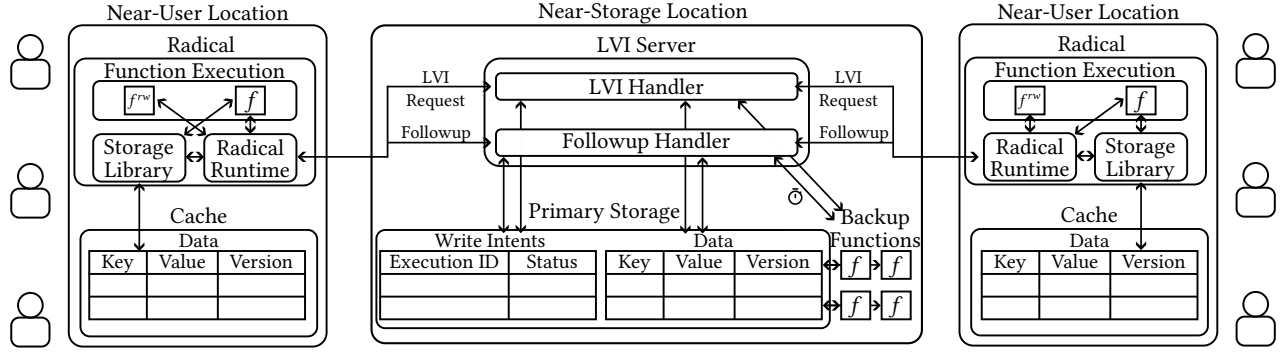 Near-User Location
Radical
Function Execution
f^rw
f
Storage
Library
Radical
Runtime
Cache
Data
Key Value Version
Near-Storage Location
LVI Server
LVI
Request
Followup
LVI Handler
Followup Handler
LVI
Request
Followup
Primary Storage
Write Intents
Execution ID Status
Data
Key Value Version
Backup
Functions
f f
f f
Near-User Location
Radical
Function Execution
f^rw
f
Radical
Runtime
Storage
Library
Cache
Data
Key Value Version